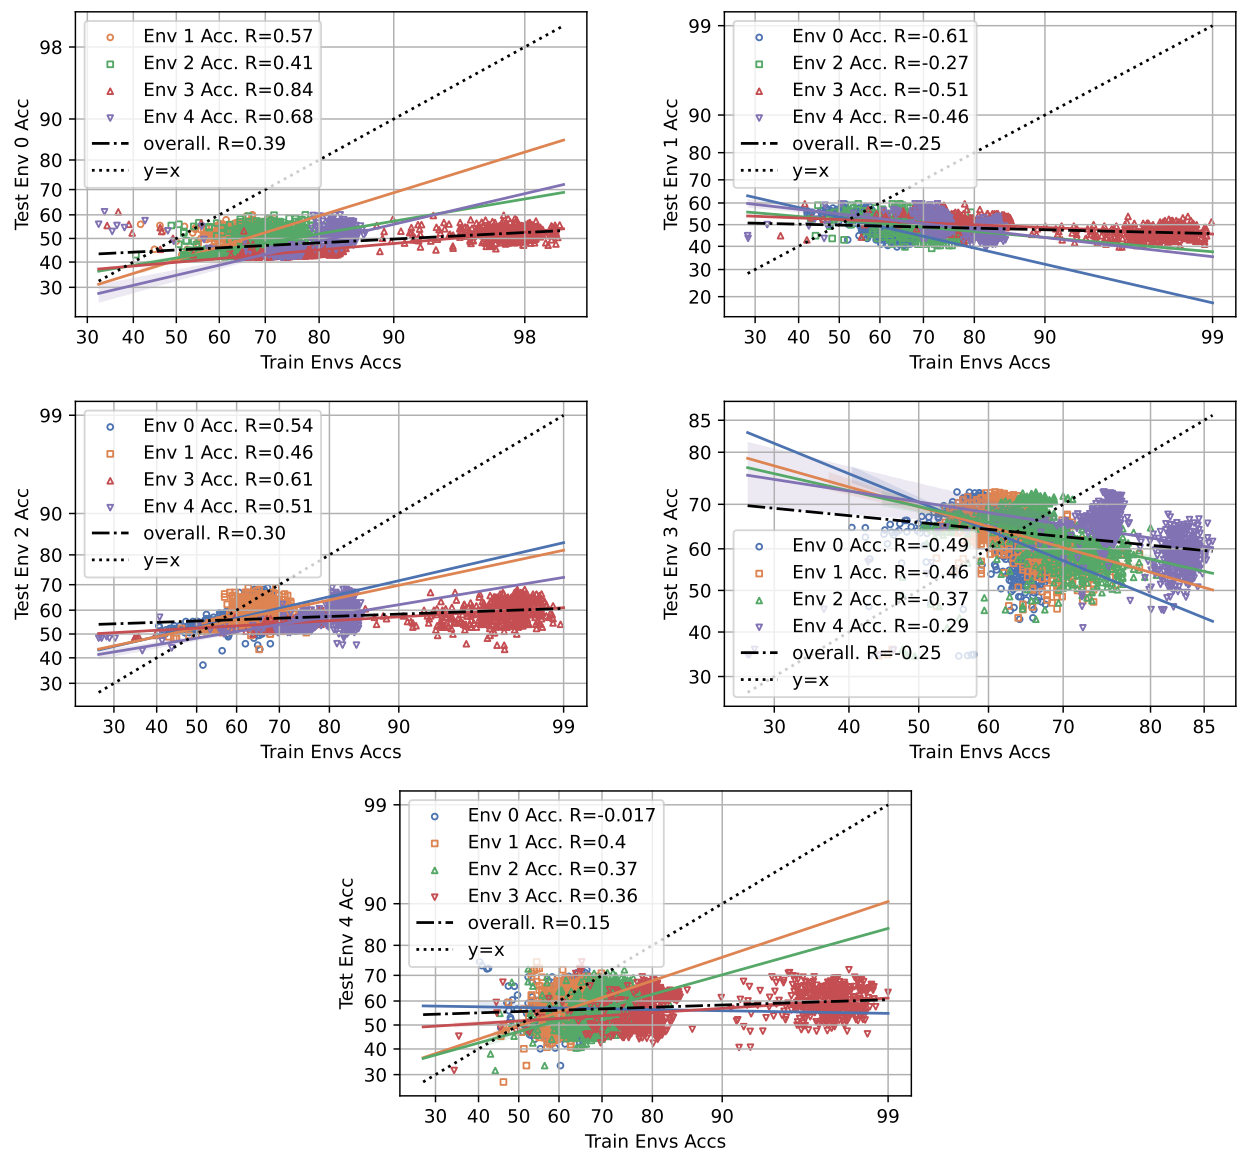 98
90
80
70
60
50
40
30
Test Env 0 Acc
Env 1 Acc. R=0.57
Env 2 Acc. R=0.41
Env 3 Acc. R=0.84
Env 4 Acc. R=0.68
overall. R=0.39
y=x
30 40 50 60 70 80 90 98
Train Envs Accs
99
90
80
70
60
50
40
30
20
Test Env 1 Acc
Env 0 Acc. R=-0.61
Env 2 Acc. R=-0.27
Env 3 Acc. R=-0.51
Env 4 Acc. R=-0.46
overall. R=-0.25
y=x
30 40 50 60 70 80 90 99
Train Envs Accs
99
90
80
70
60
50
40
30
Test Env 2 Acc
Env 0 Acc. R=0.54
Env 1 Acc. R=0.46
Env 3 Acc. R=0.61
Env 4 Acc. R=0.51
overall. R=0.30
y=x
30 40 50 60 70 80 90 99
Train Envs Accs
85
80
70
60
50
40
30
Test Env 3 Acc
Env 0 Acc. R=-0.49
Env 1 Acc. R=-0.46
Env 2 Acc. R=-0.37
Env 4 Acc. R=-0.29
overall. R=-0.25
y=x
30 40 50 60 70 80 85
Train Envs Accs
99
90
80
70
60
50
40
30
Test Env 4 Acc
Env 0 Acc. R=-0.017
Env 1 Acc. R=0.4
Env 2 Acc. R=0.37
Env 3 Acc. R=0.36
overall. R=0.15
y=x
30 40 50 60 70 80 90 99
Train Envs Accs